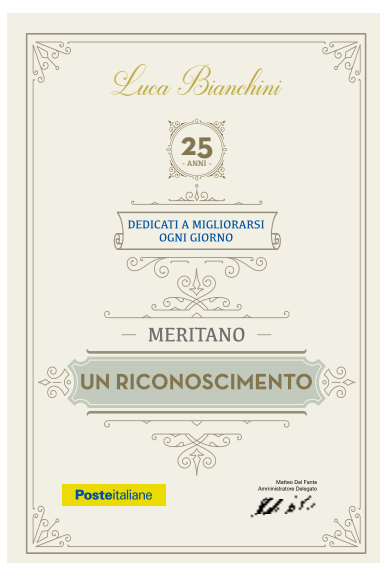 Luca Bianchini
25
- ANNI -
DEDICATI A MIGLIORARSI
OGNI GIORNO
— MERITANO —
UN RICONOSCIMENTO
Matteo Del Fante
Amministratore Delegato
Posteitaliane